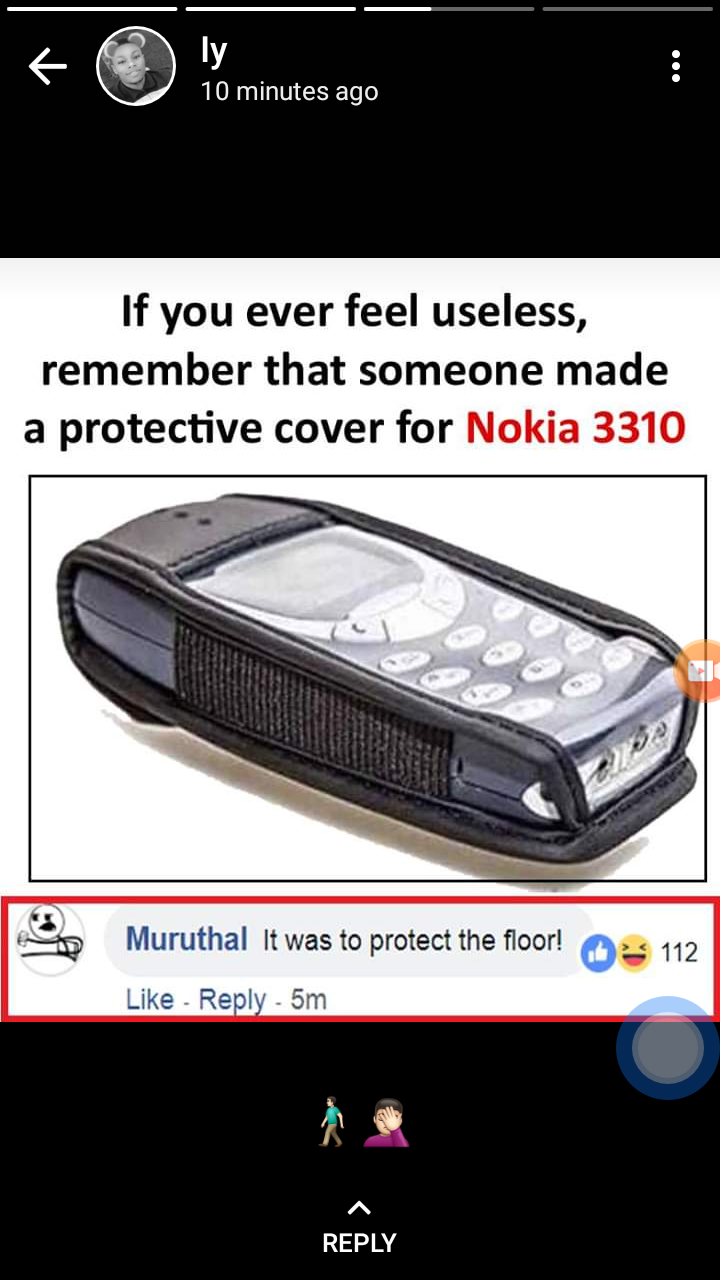 ly
10 minutes ago
If you ever feel useless,
remember that someone made
a protective cover for Nokia 3310
Muruthal It was to protect the floor! 112
Like - Reply - 5m
REPLY